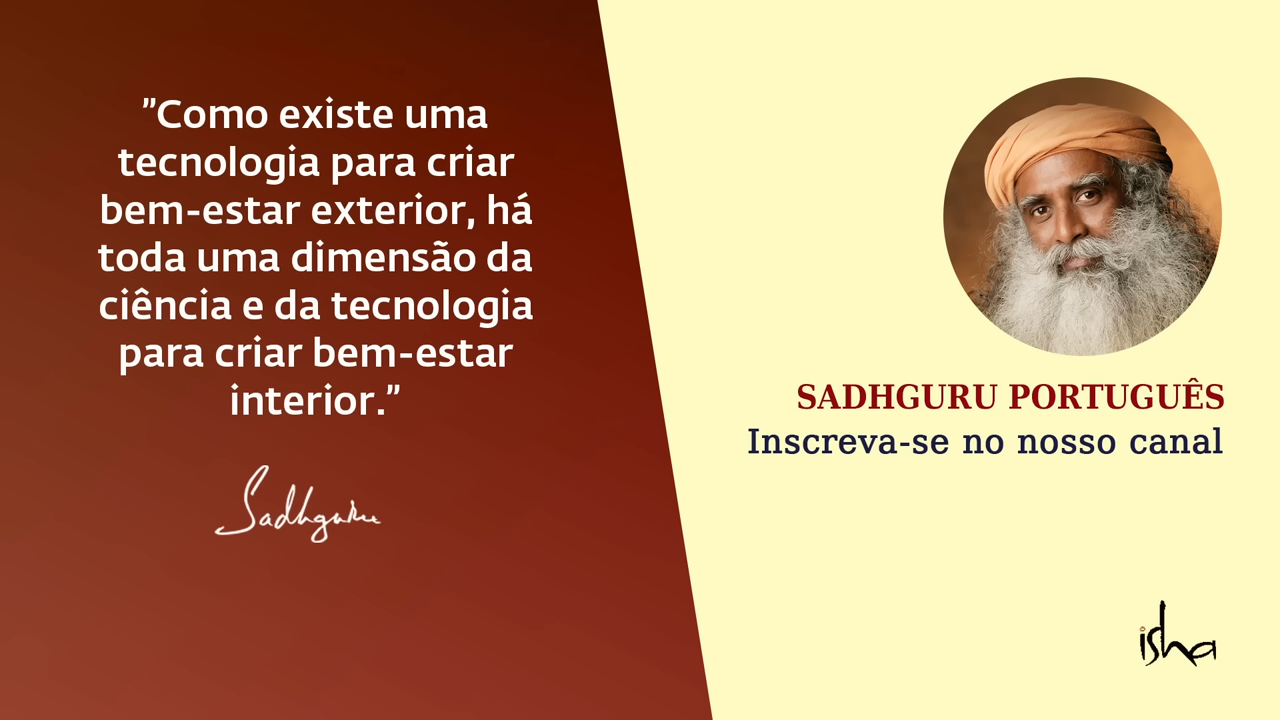 ”Como existe uma
tecnologia para criar
bem-estar exterior, há
toda uma dimensão da
ciência e da tecnologia
para criar bem-estar
interior.”
Sadhguru
SADHGURU PORTUGUÊS
Inscreva-se no nosso canal
isha